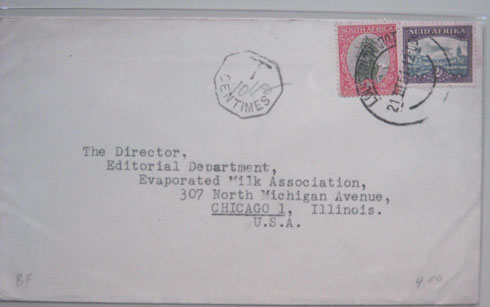 SOUTH AFRICA
SUID-AFRIKA
T
CENTIMES
The Director,
Editorial Department,
Evaporated Milk Association,
307 North Michigan Avenue,
CHICAGO 1, Illinois.
U.S.A.
B.F
4.00